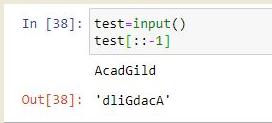 In [38]: test=input()
test[::-1]
AcadGild
Out[38]: 'dliGdacA'